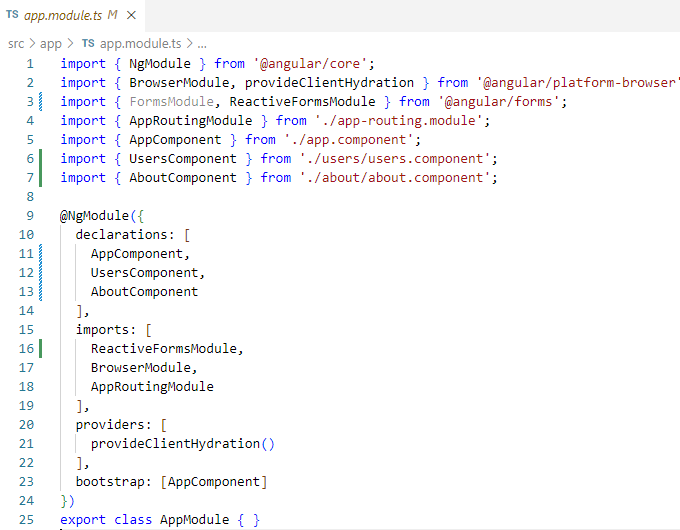 TS app.module.ts M ×
src > app > TS app.module.ts > ...
1 import { NgModule } from '@angular/core';
2 import { BrowserModule, provideClientHydration } from '@angular/platform-browser'
3 import { FormsModule, ReactiveFormsModule } from '@angular/forms';
4 import { AppRoutingModule } from './app-routing.module';
5 import { AppComponent } from './app.component';
6 import { UsersComponent } from './users/users.component';
7 import { AboutComponent } from './about/about.component';
8
9 @NgModule({
10   declarations: [
11     AppComponent,
12     UsersComponent,
13     AboutComponent
14   ],
15   imports: [
16     ReactiveFormsModule,
17     BrowserModule,
18     AppRoutingModule
19   ],
20   providers: [
21     provideClientHydration()
22   ],
23   bootstrap: [AppComponent]
24 })
25 export class AppModule { }